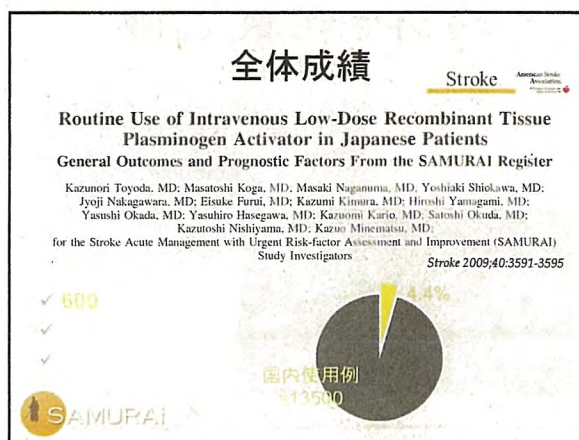 全体成績
Stroke
American Stroke
Association
Routine Use of Intravenous Low-Dose Recombinant Tissue
Plasminogen Activator in Japanese Patients
General Outcomes and Prognostic Factors From the SAMURAI Register
Kazunori Toyoda, MD; Masatoshi Koga, MD; Masaki Naganuma, MD; Yoshiaki Shiokawa, MD;
Jyoji Nakagawara, MD; Eisuke Furui, MD; Kazumi Kimura, MD; Hiroshi Yamagami, MD;
Yasushi Okada, MD; Yasuhiro Hasegawa, MD; Kazuomi Kario, MD; Satoshi Okuda, MD;
Kazutoshi Nishiyama, MD; Kazuo Minematsu, MD;
for the Stroke Acute Management with Urgent Risk-factor Assessment and Improvement (SAMURAI)
Study Investigators
Stroke 2009;40:3591-3595
✓ 600
✓
✓
4.4%
国内使用例
13500
SAMURAI